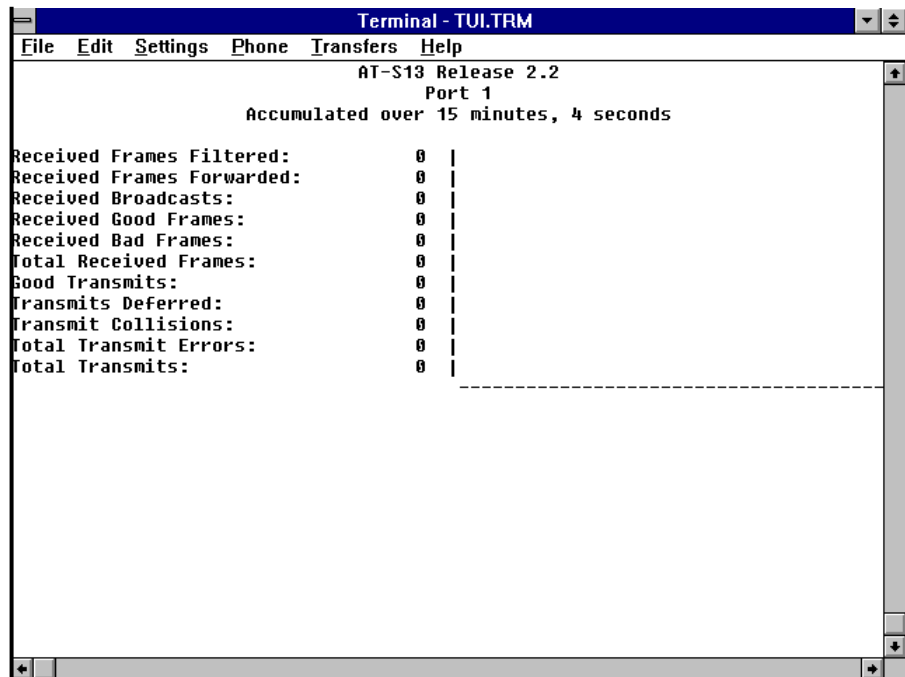 Terminal - TUI.TRM
File Edit Settings Phone Transfers Help
AT-S13 Release 2.2
Port 1
Accumulated over 15 minutes, 4 seconds
Received Frames Filtered: 0 |
Received Frames Forwarded: 0 |
Received Broadcasts: 0 |
Received Good Frames: 0 |
Received Bad Frames: 0 |
Total Received Frames: 0 |
Good Transmits: 0 |
Transmits Deferred: 0 |
Transmit Collisions: 0 |
Total Transmit Errors: 0 |
Total Transmits: 0 |